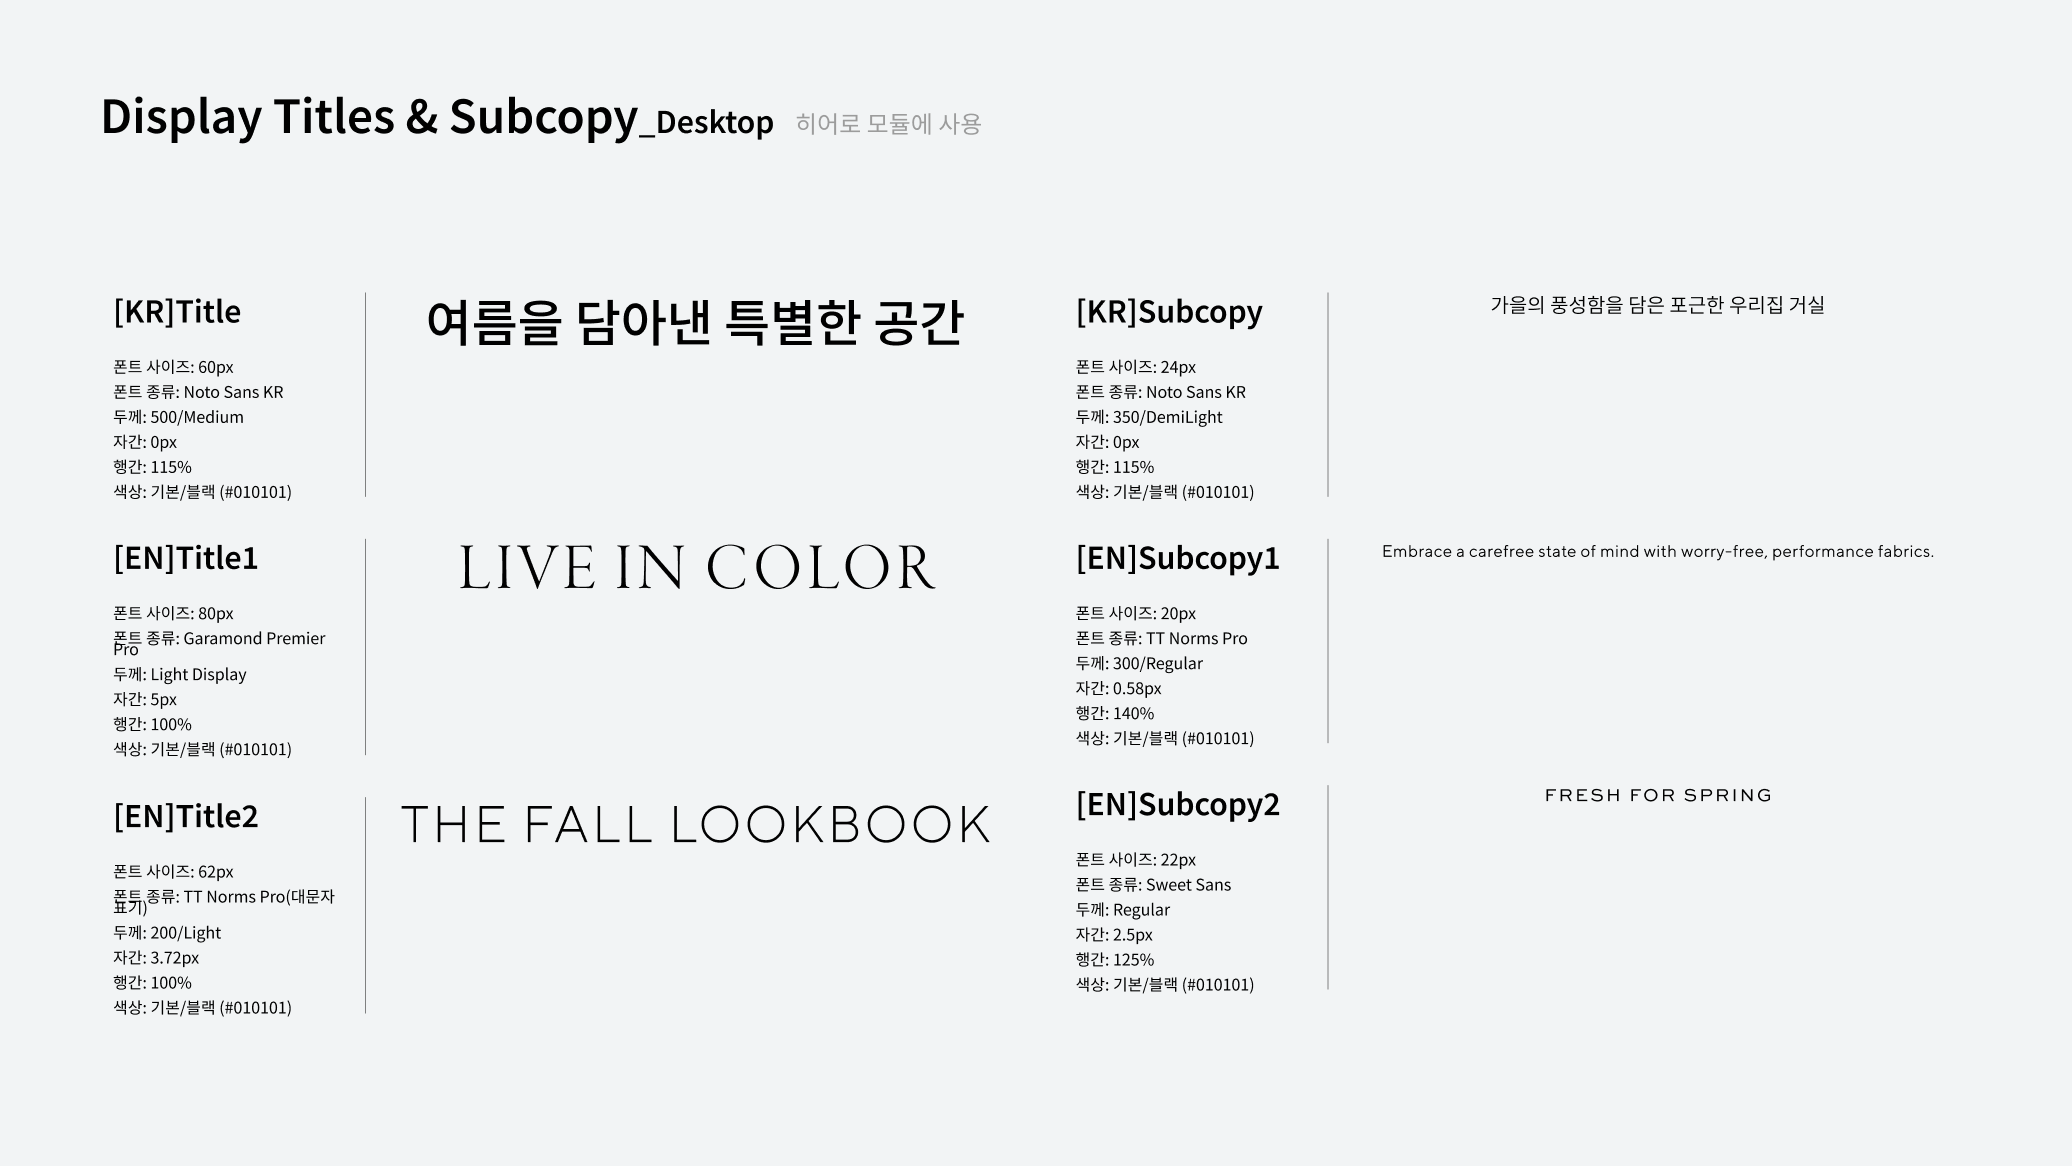 Display Titles & Subcopy_Desktop 히어로 모듈에 사용
[KR]Title
폰트 사이즈: 60px
폰트 종류: Noto Sans KR
두께: 500/Medium
자간: 0px
행간: 115%
색상: 기본/블랙 (#010101)
여름을 담아낸 특별한 공간
[EN]Title1
폰트 사이즈: 80px
폰트 종류: Garamond Premier
Pro
두께: Light Display
자간: 5px
행간: 100%
색상: 기본/블랙 (#010101)
LIVE IN COLOR
[EN]Title2
폰트 사이즈: 62px
폰트 종류: TT Norms Pro(대문자
표기)
두께: 200/Light
자간: 3.72px
행간: 100%
색상: 기본/블랙 (#010101)
THE FALL LOOKBOOK
[KR]Subcopy
폰트 사이즈: 24px
폰트 종류: Noto Sans KR
두께: 350/DemiLight
자간: 0px
행간: 115%
색상: 기본/블랙 (#010101)
가을의 풍성함을 담은 포근한 우리집 거실
[EN]Subcopy1
폰트 사이즈: 20px
폰트 종류: TT Norms Pro
두께: 300/Regular
자간: 0.58px
행간: 140%
색상: 기본/블랙 (#010101)
Embrace a carefree state of mind with worry-free, performance fabrics.
[EN]Subcopy2
폰트 사이즈: 22px
폰트 종류: Sweet Sans
두께: Regular
자간: 2.5px
행간: 125%
색상: 기본/블랙 (#010101)
FRESH FOR SPRING